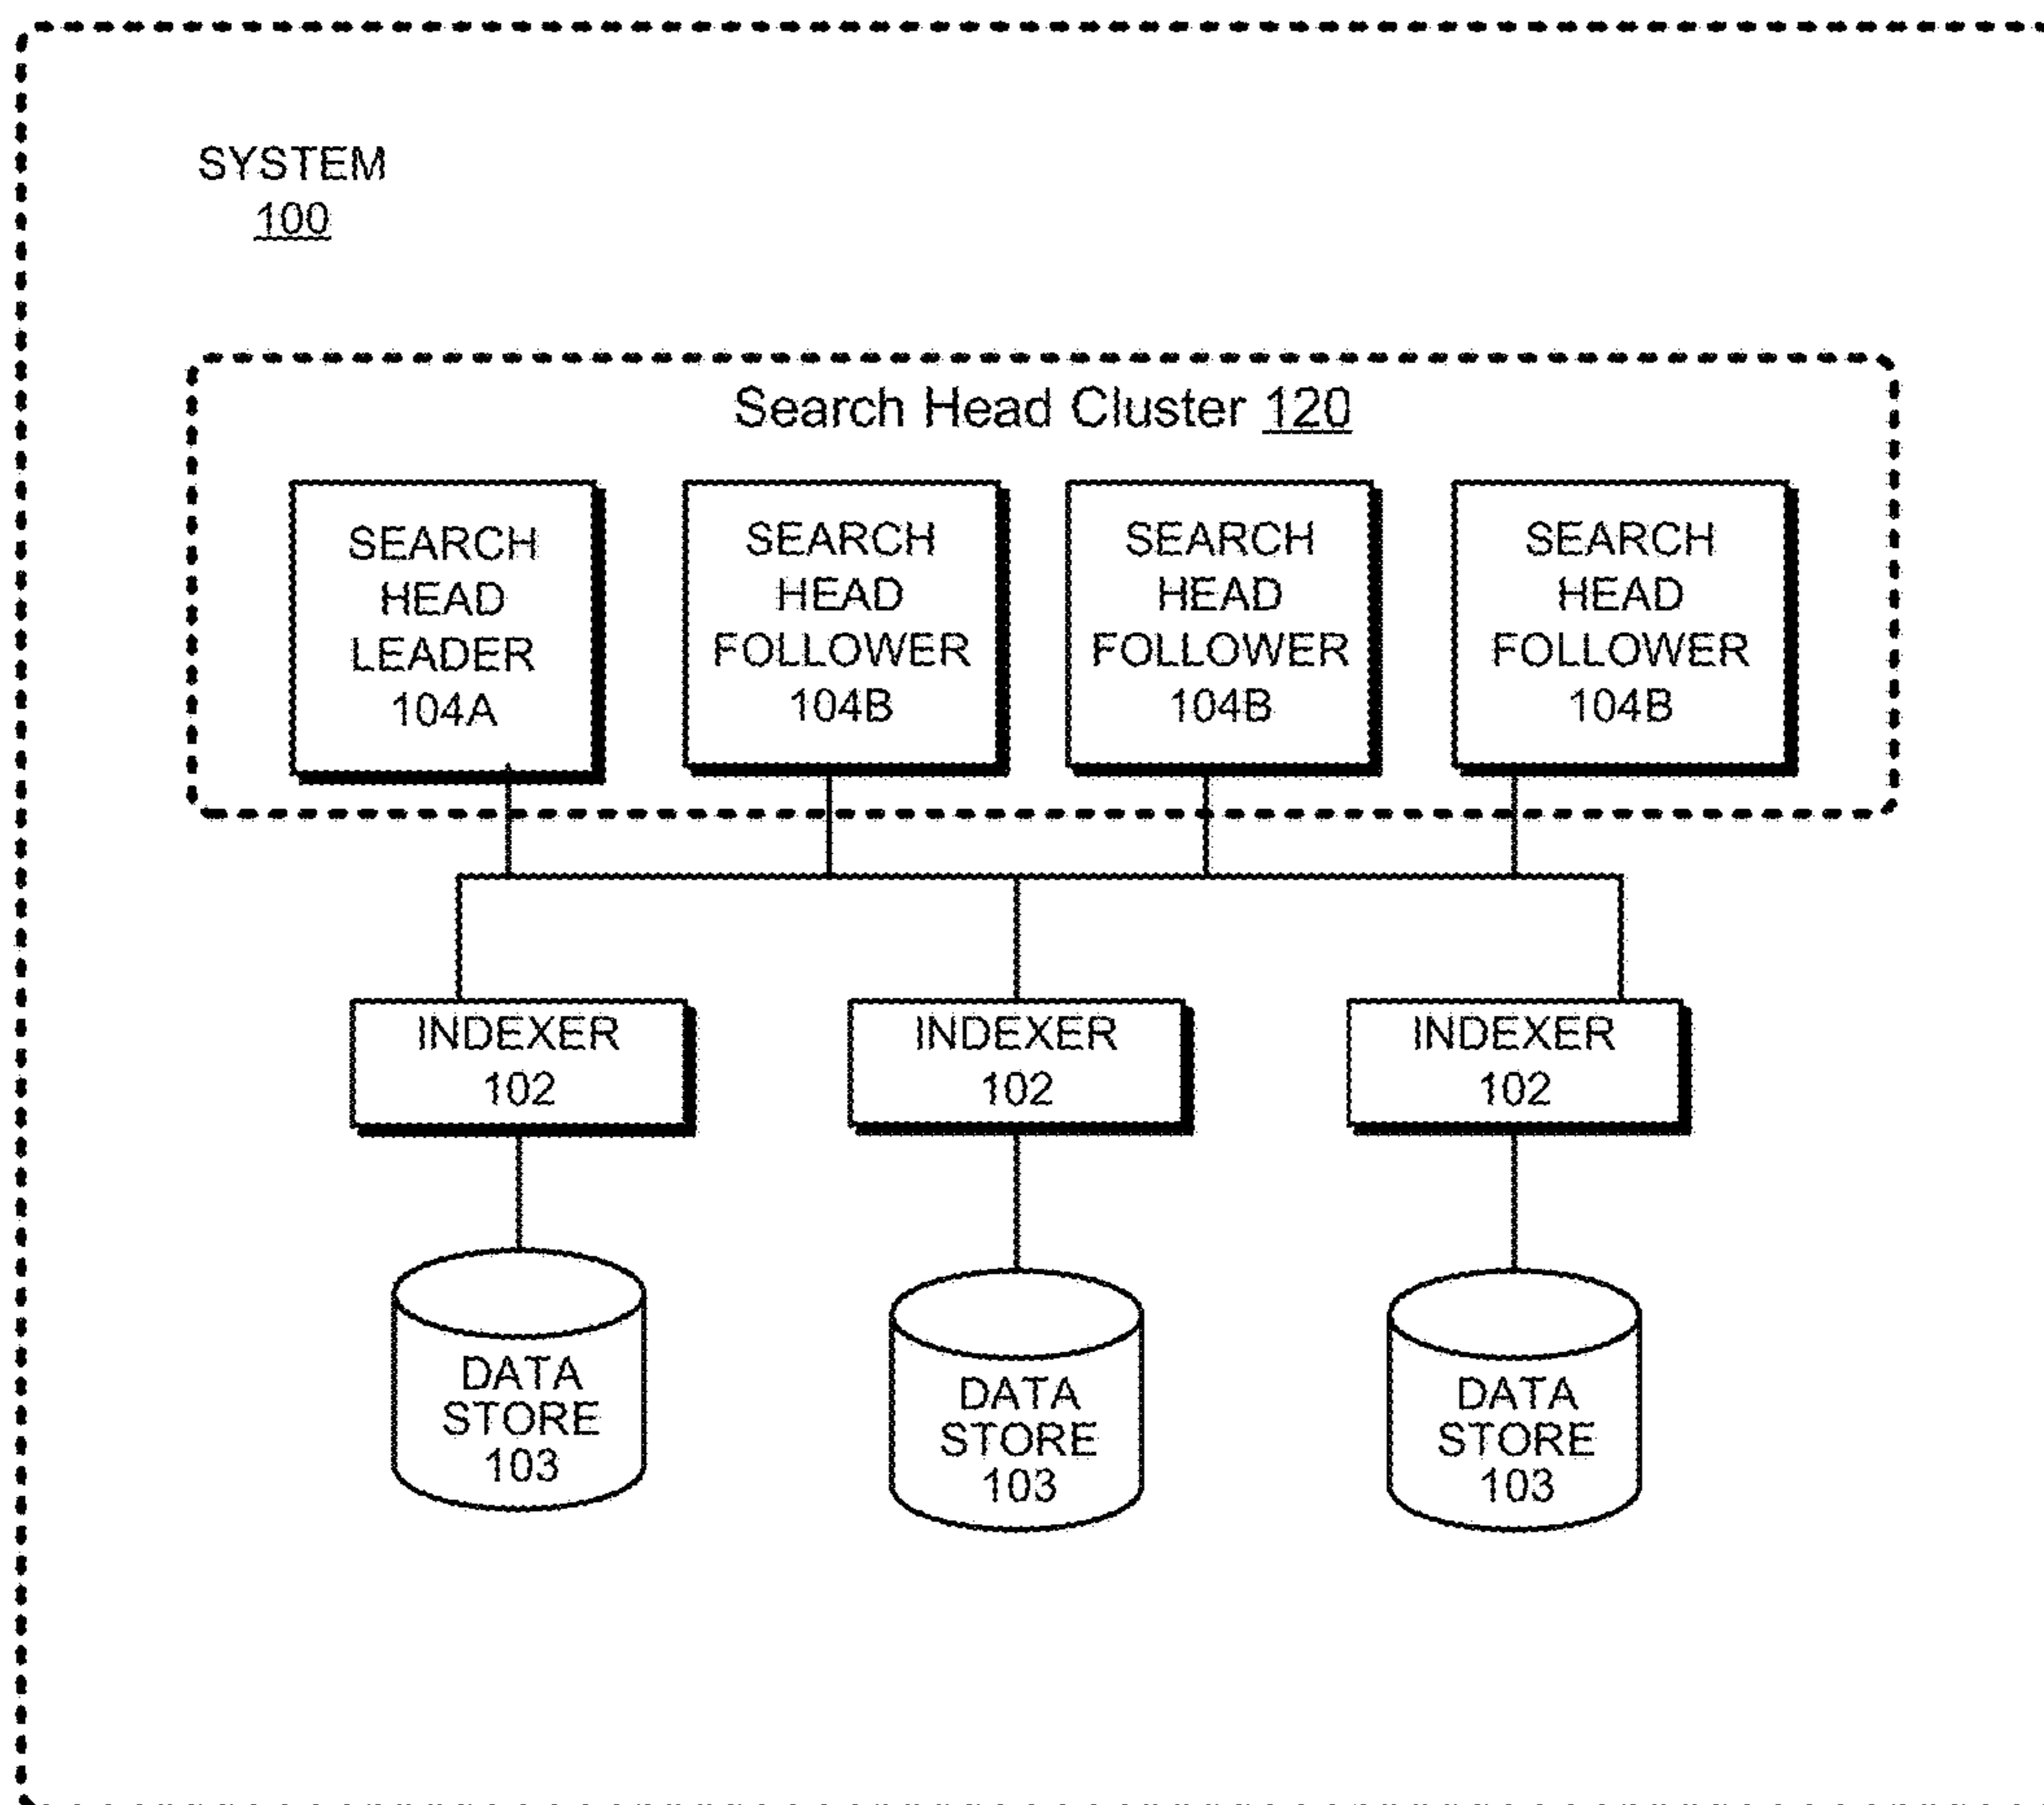 SYSTEM
100
Search Head Cluster 120
SEARCH
HEAD
LEADER
104A
SEARCH
HEAD
FOLLOWER
104B
SEARCH
HEAD
FOLLOWER
104B
SEARCH
HEAD
FOLLOWER
104B
INDEXER
102
INDEXER
102
INDEXER
102
DATA
STORE
103
DATA
STORE
103
DATA
STORE
103